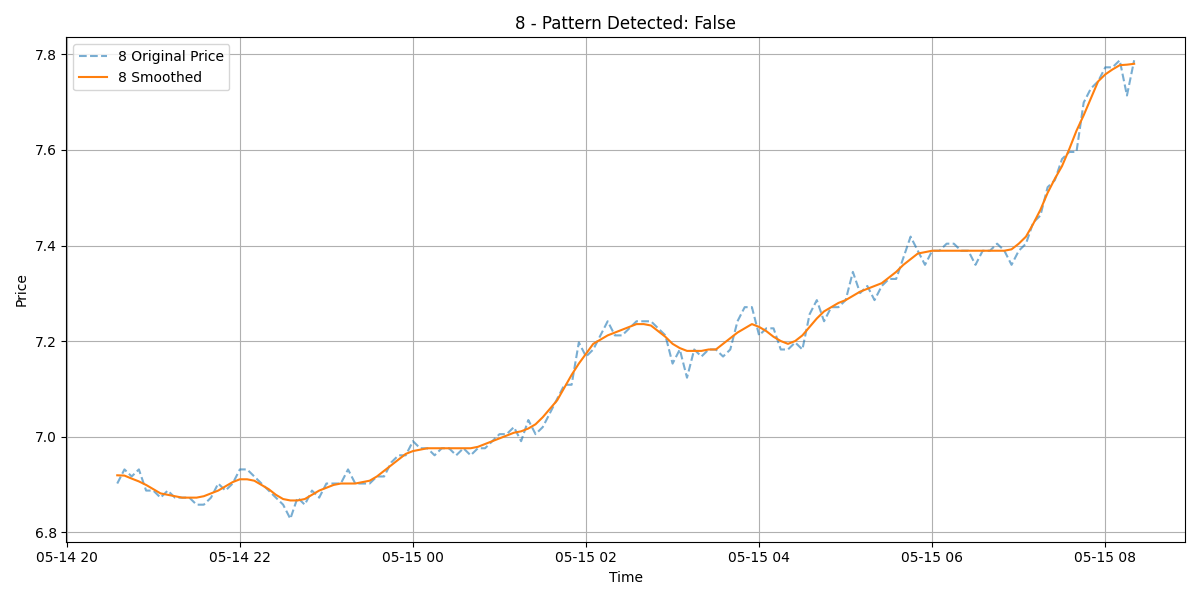 8 - Pattern Detected: False
8 Original Price
8 Smoothed
7.8
7.6
7.4
7.2
7.0
6.8
Price
05-14 20
05-14 22
05-15 00
05-15 02
05-15 04
05-15 06
05-15 08
Time